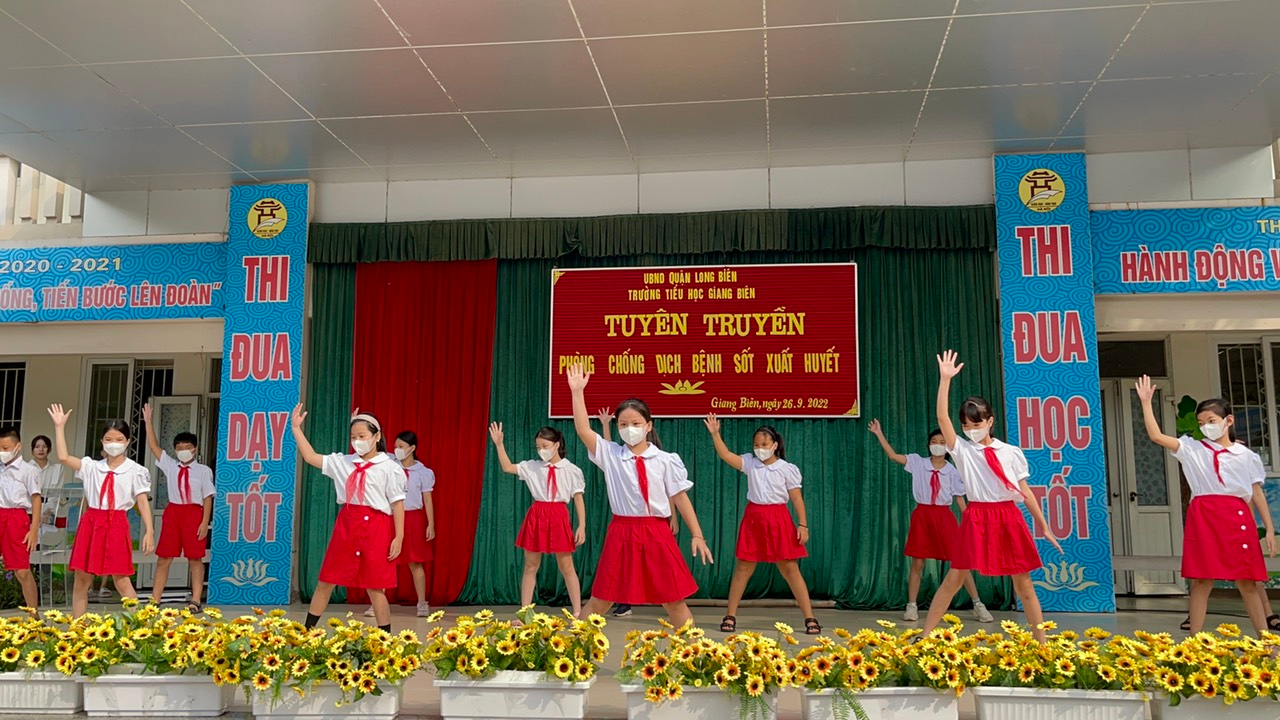 2020 - 2021
ỐNG, TIẾN BƯỚC LÊN ĐOÀN"
THI
ĐUA
DẠY
TỐT
UBND QUẬN LONG BIÊN
TRƯỜNG TIỂU HỌC GIANG BIÊN
TUYÊN TRUYỀN
PHÒNG CHỐNG DỊCH BỆNH SỐT XUẤT HUYẾT
Giang Biên, ngày 26.9.2022
THI
ĐUA
HỌC
TỐT
TH
HÀNH ĐỘNG V